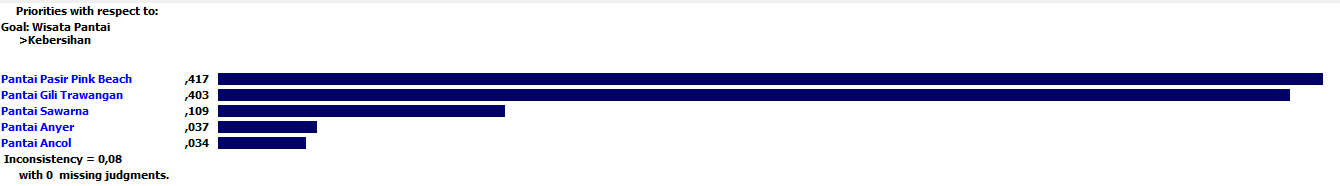 Priorities with respect to:
Goal: Wisata Pantai
>Kebersihan
Pantai Pasir Pink Beach ,417
Pantai Gili Trawangan ,403
Pantai Sawarna ,109
Pantai Anyer ,037
Pantai Ancol ,034
Inconsistency = 0,08
with 0 missing judgments.